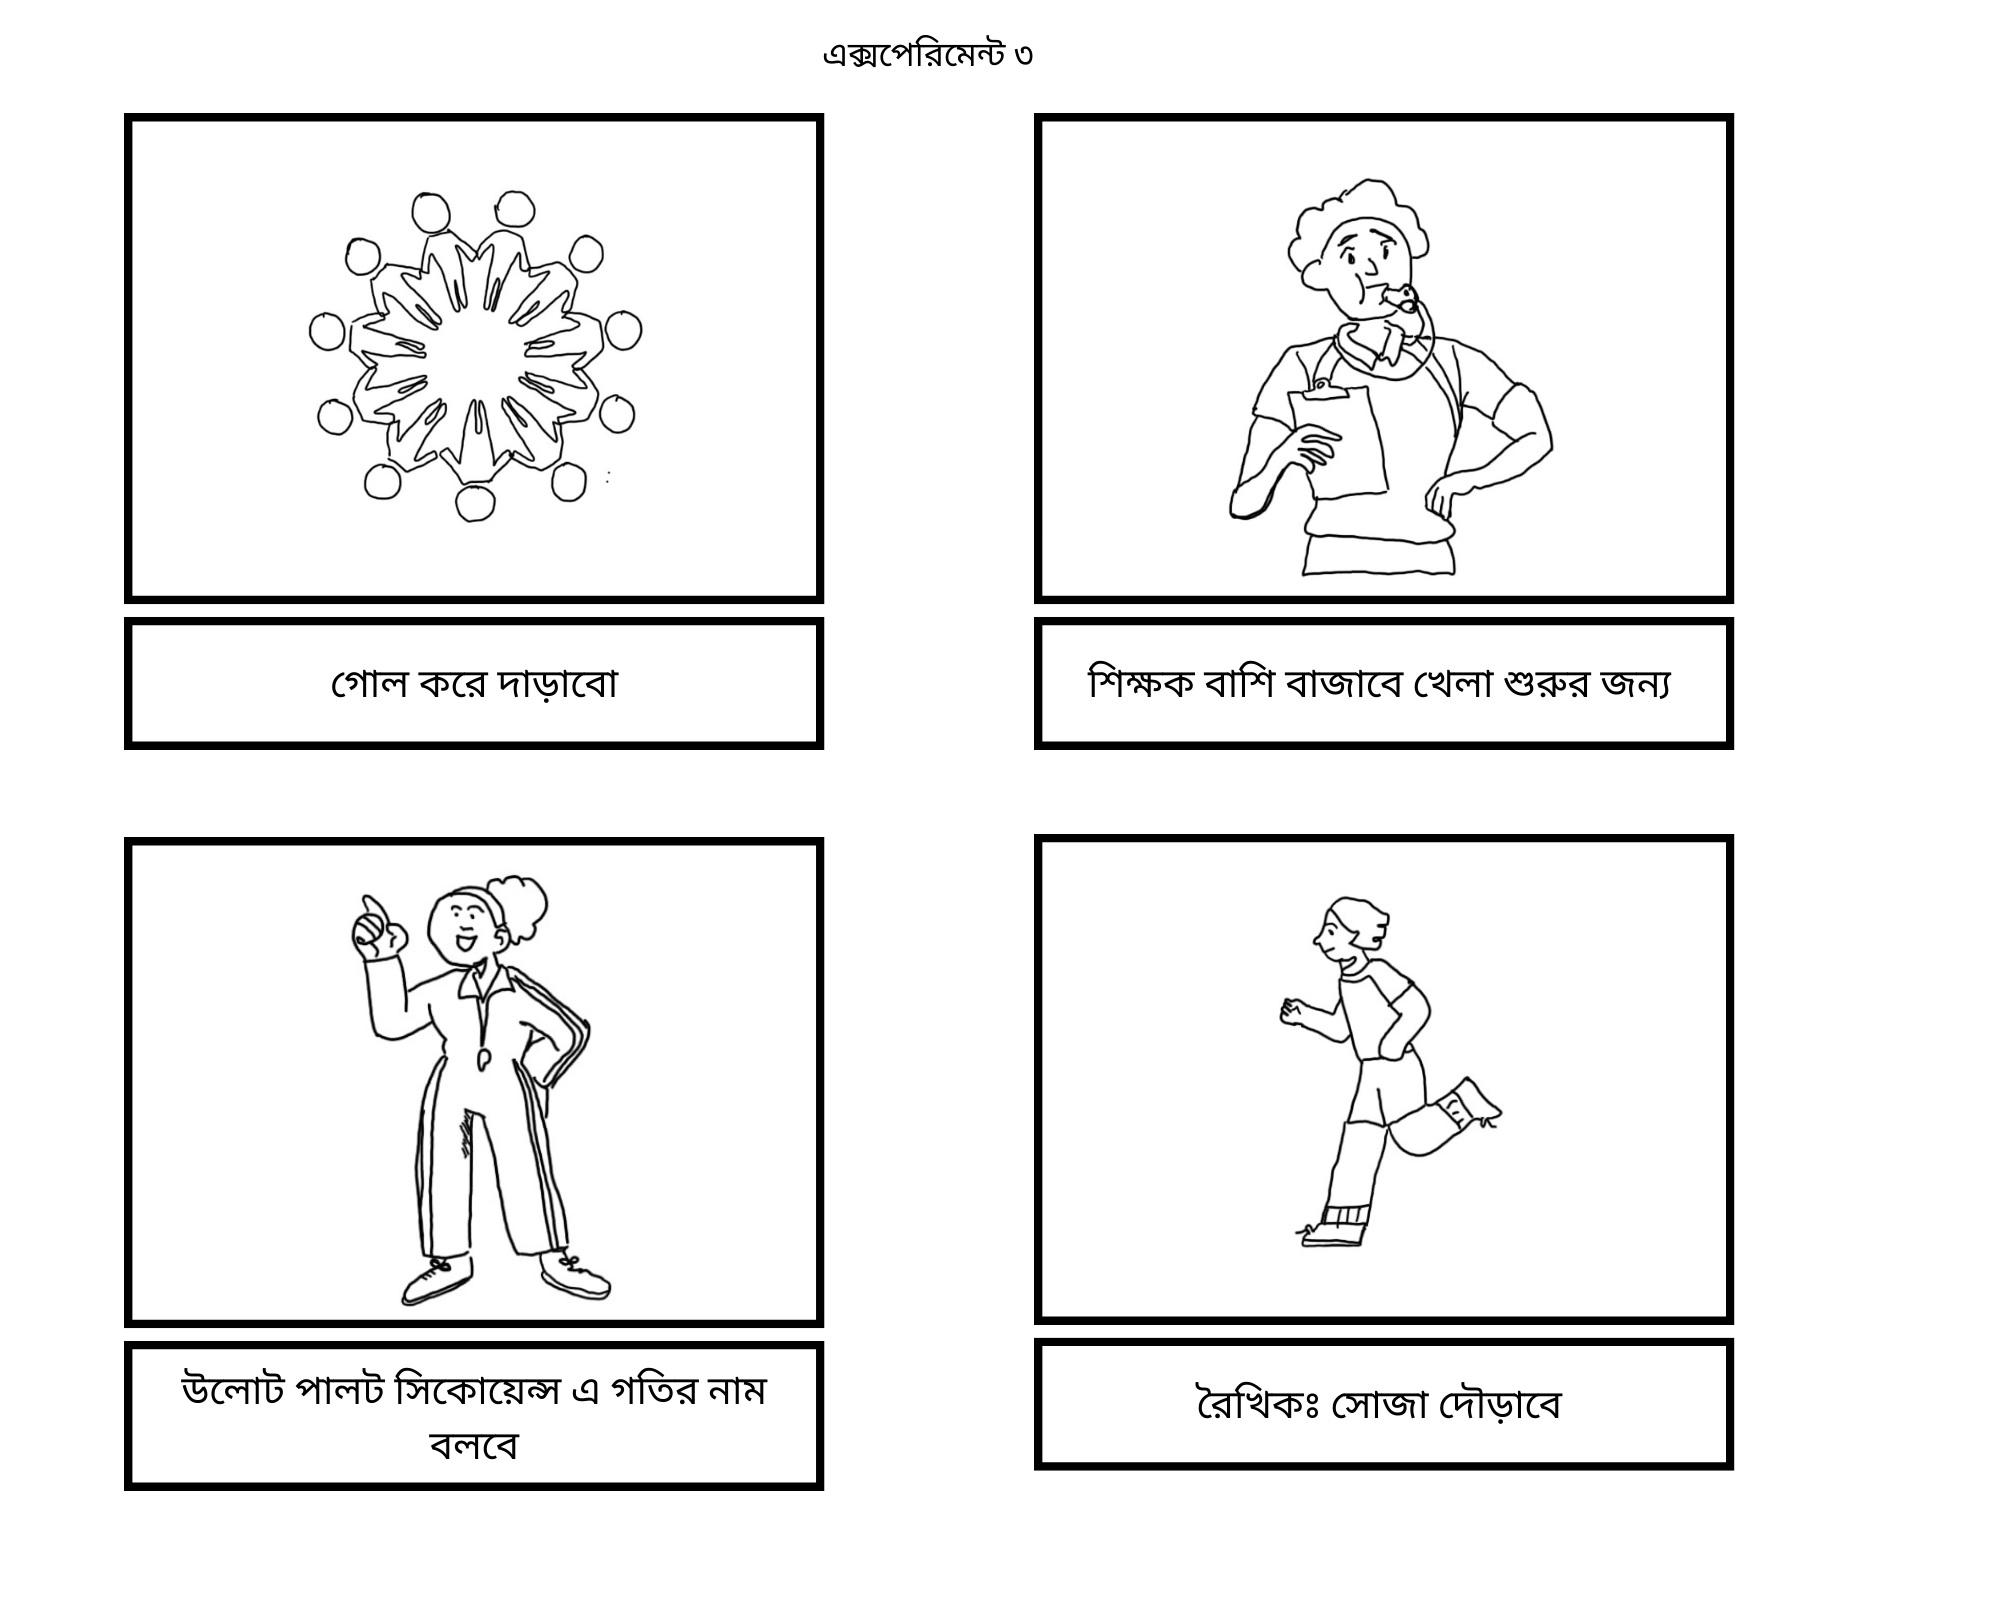 এক্সপেরিমেন্ট ৩
গোল করে দাড়াবো
শিক্ষক বাশি বাজাবে খেলা শুরুর জন্য
উলোট পালট সিকোয়েন্স এ গতির নাম
বলবে
রৈখিকঃ সোজা দৌড়াবে